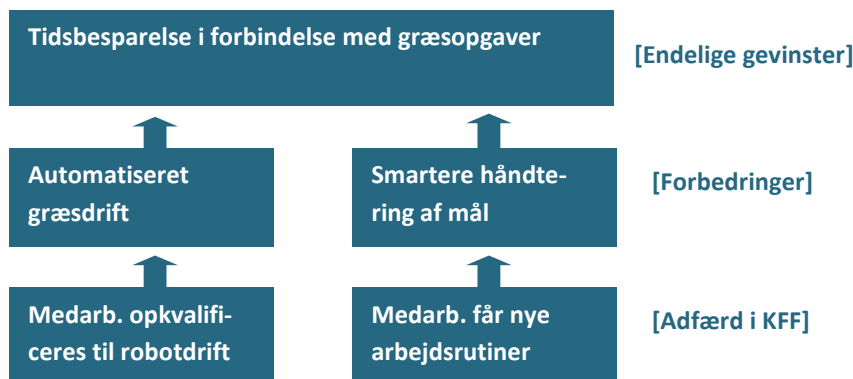 Tidsbesparelse i forbindelse med græsopgaver
[Endelige gevinster]
Automatiseret
græsdrift
Smartere håndte-
ring af mål
[Forbedringer]
Medarb. opkvalifi-
ceres til robotdrift
Medarb. får nye
arbejdsrutiner
[Adfærd i KFF]